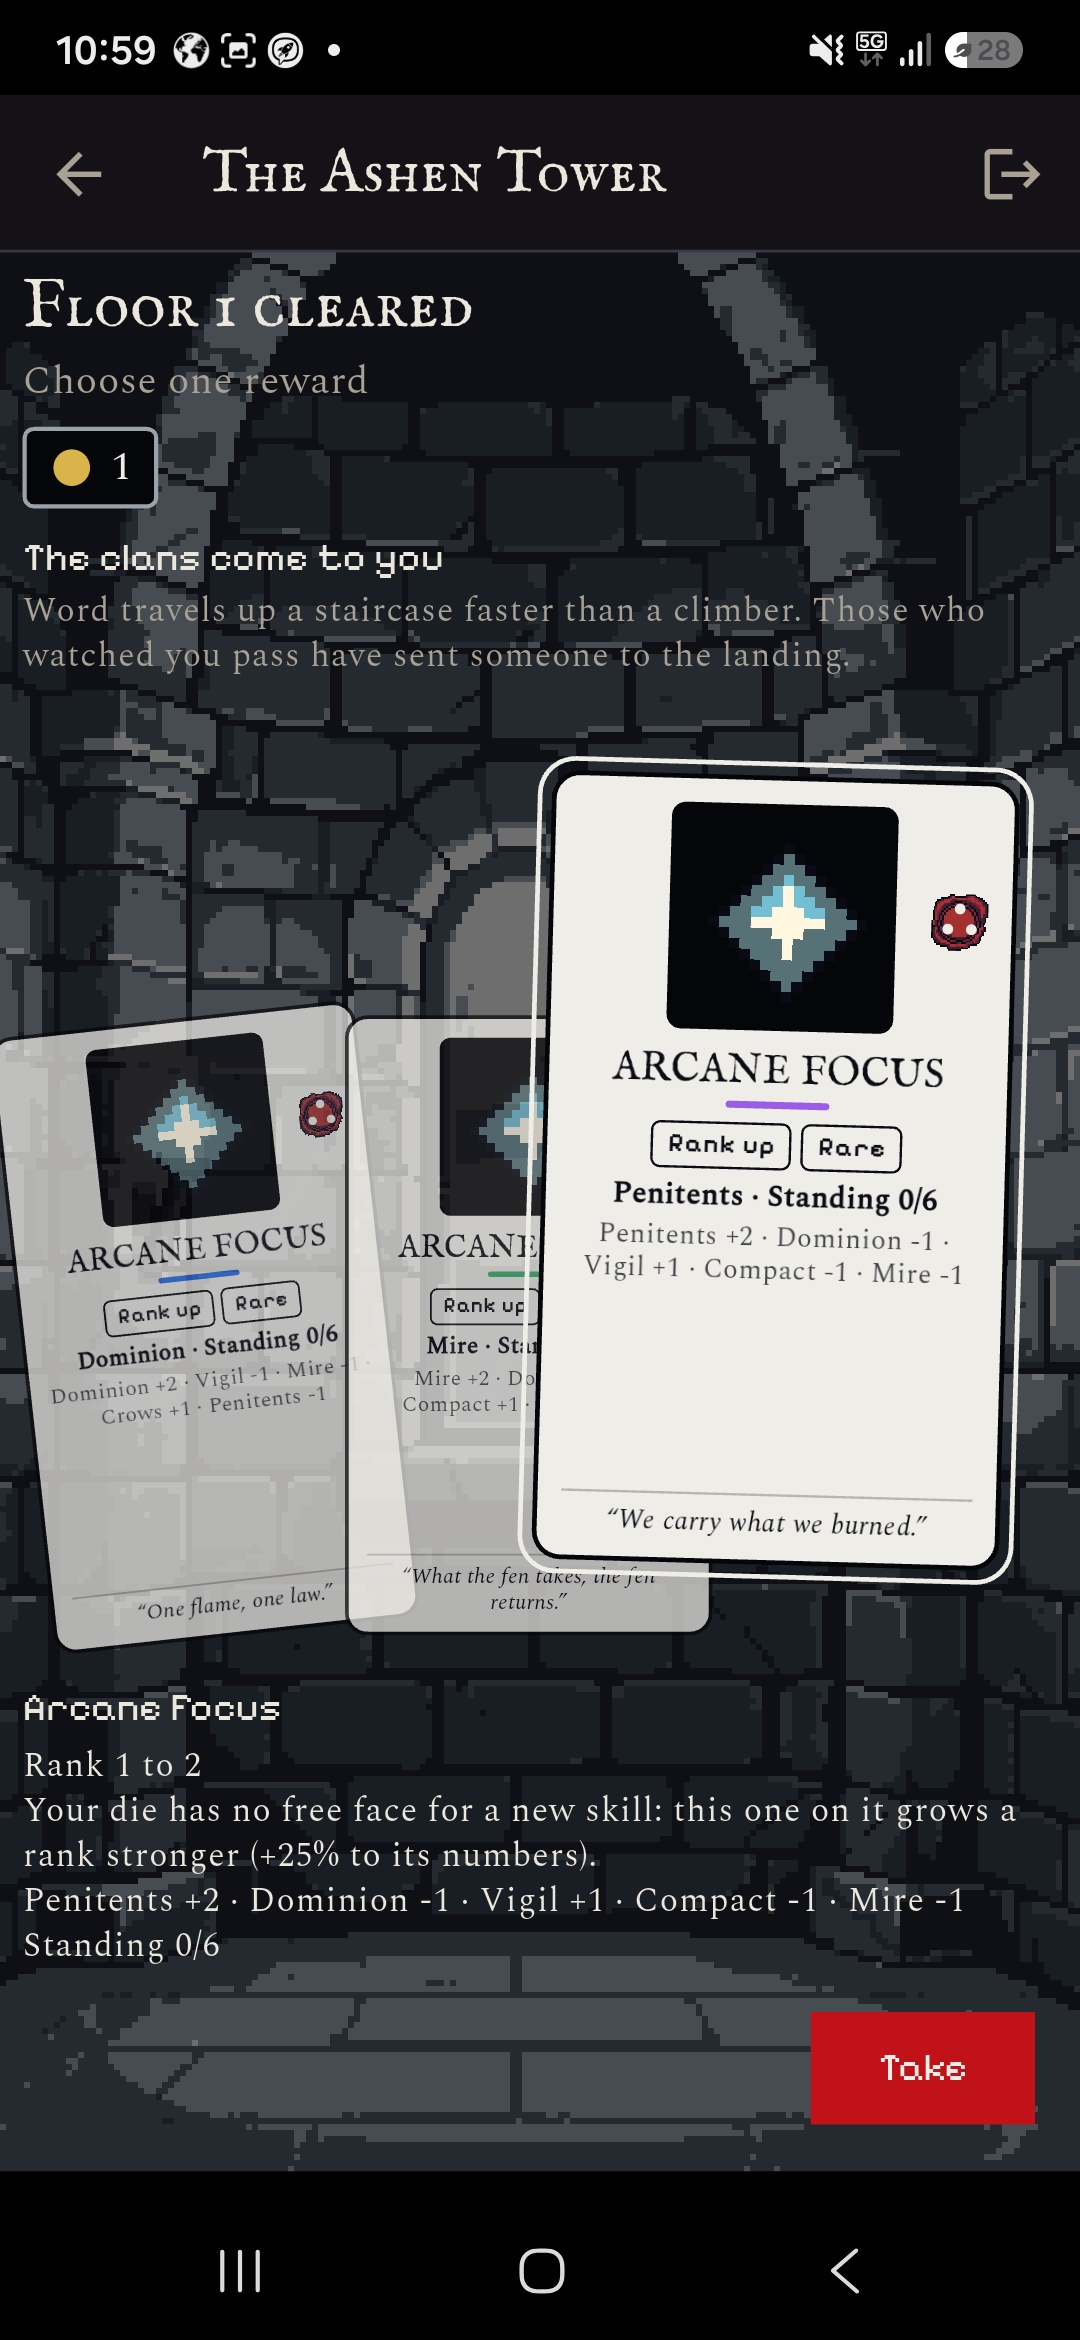 10:59
5G
28
The Ashen Tower
Floor 1 cleared
Choose one reward
1
The clans come to you
Word travels up a staircase faster than a climber. Those who
watched you pass have sent someone to the landing.
ARCANE FOCUS
Rank up Rare
Penitents · Standing 0/6
Penitents +2 · Dominion -1 ·
Vigil +1 · Compact -1 · Mire -1
“We carry what we burned.”
ARCANE FOCUS
Rank up Rare
Dominion · Standing 0/6
Dominion +2 · Vigil -1 · Mire -1 ·
Crows +1 · Penitents -1
“One flame, one law.”
ARCANE
Rank up
Mire ·
Mire +2 ·
Compact +1 ·
“What the fen takes, the fen
returns.”
Arcane Focus
Rank 1 to 2
Your die has no free face for a new skill: this one on it grows a
rank stronger (+25% to its numbers).
Penitents +2 · Dominion -1 · Vigil +1 · Compact -1 · Mire -1
Standing 0/6
Take